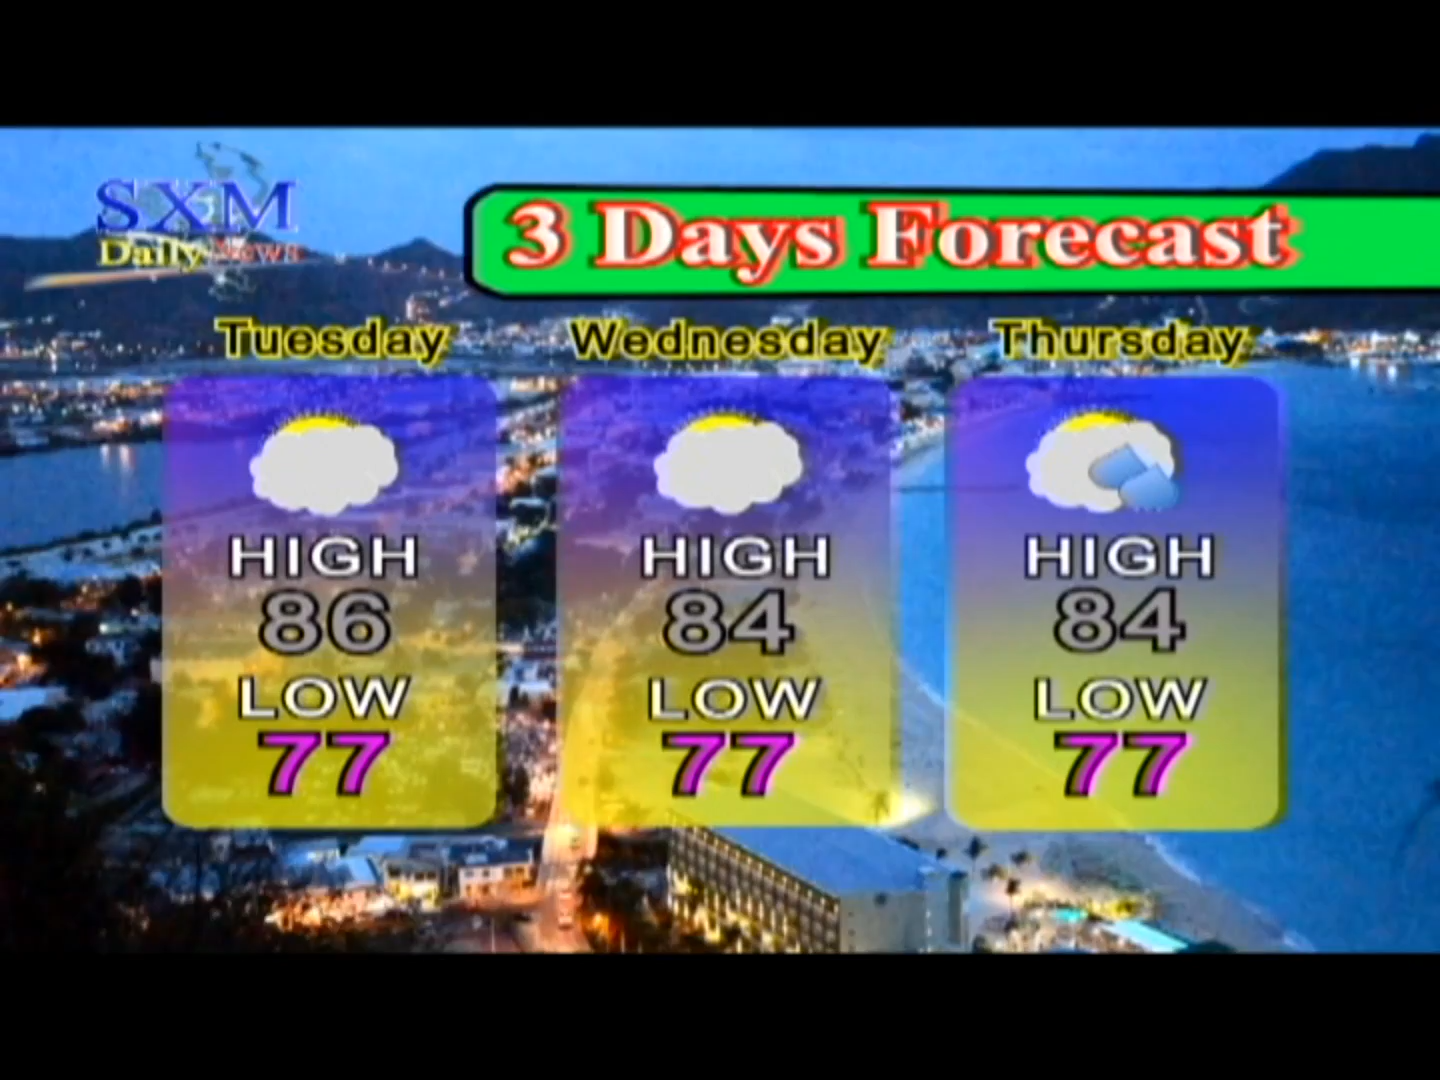 SXM
Daily News
3 Days Forecast
Tuesday
Wednesday
Thursday
HIGH
86
LOW
77
HIGH
84
LOW
77
HIGH
84
LOW
77